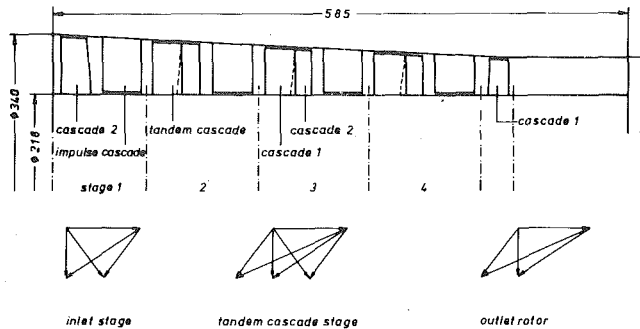 585
ø340
ø218
cascade 2
tandem cascade
cascade 2
cascade 1
impulse cascade
cascade 1
stage 1
2
3
4
inlet stage
tandem cascade stage
outlet rotor